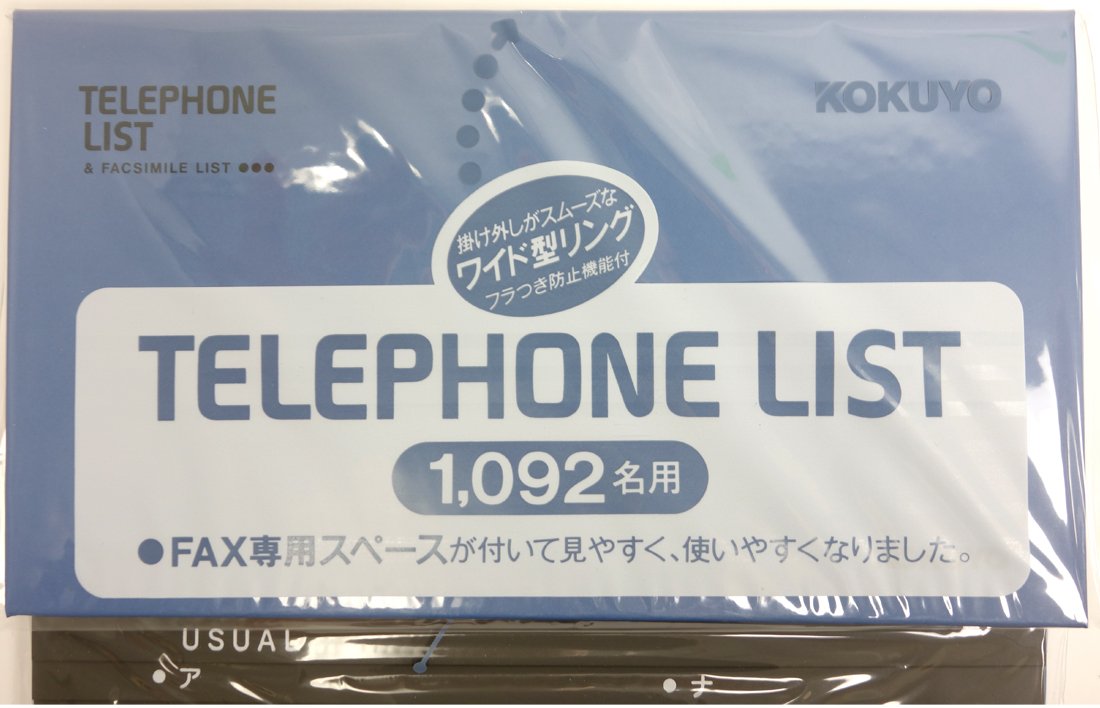 TELEPHONE
LIST
& FACSIMILE LIST ●●●
KOKUYO
掛け外しがスムーズな
ワイド型リング
フラつき防止機能付
TELEPHONE LIST
1,092名用
●FAX専用スペースが付いて見やすく、使いやすくなりました。
USUAL
●ア
●ナ